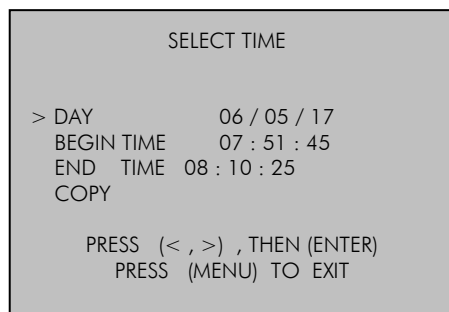 SELECT TIME
> DAY 06 / 05 / 17
BEGIN TIME 07 : 51 : 45
END TIME 08 : 10 : 25
COPY
PRESS (< , >) , THEN (ENTER)
PRESS (MENU) TO EXIT